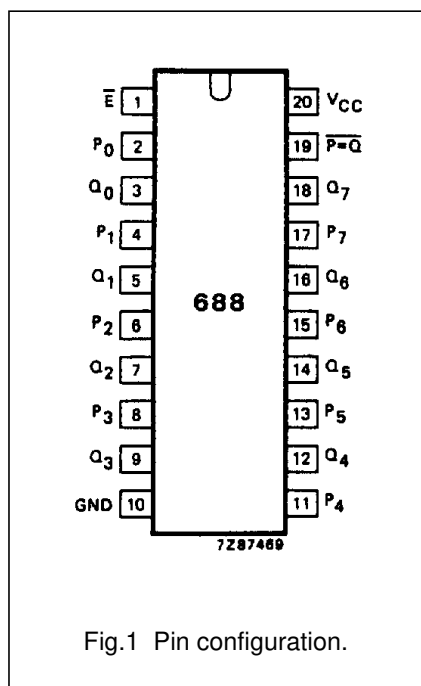 E̅ 1 20 VCC
P0 2 19 P̅=̅Q̅
Q0 3 18 Q7
P1 4 17 P7
Q1 5 16 Q6
688
P2 6 15 P6
Q2 7 14 Q5
P3 8 13 P5
Q3 9 12 Q4
GND 10 11 P4
7Z87469
Fig.1 Pin configuration.